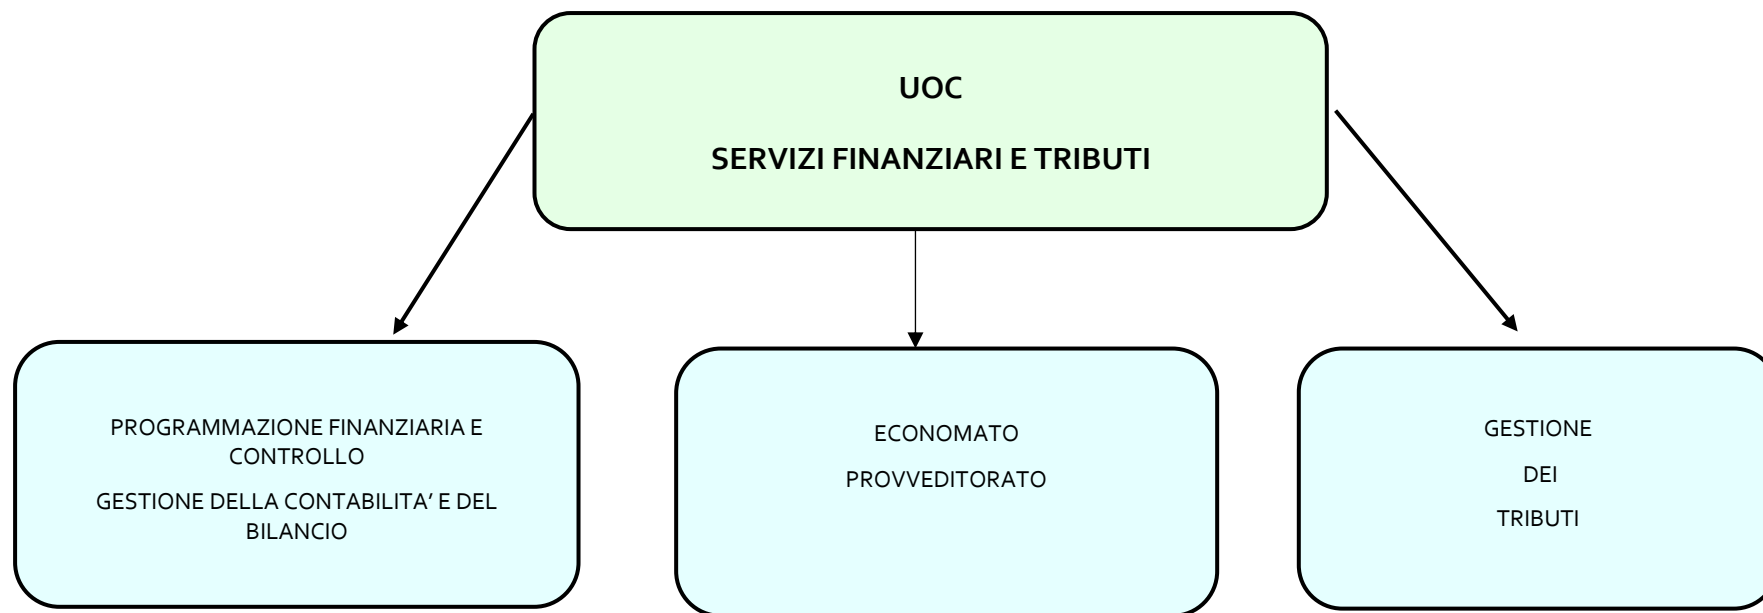 UOC
SERVIZI FINANZIARI E TRIBUTI
PROGRAMMAZIONE FINANZIARIA E
CONTROLLO
GESTIONE DELLA CONTABILITA’ E DEL
BILANCIO
ECONOMATO
PROVVEDITORATO
GESTIONE
DEI
TRIBUTI